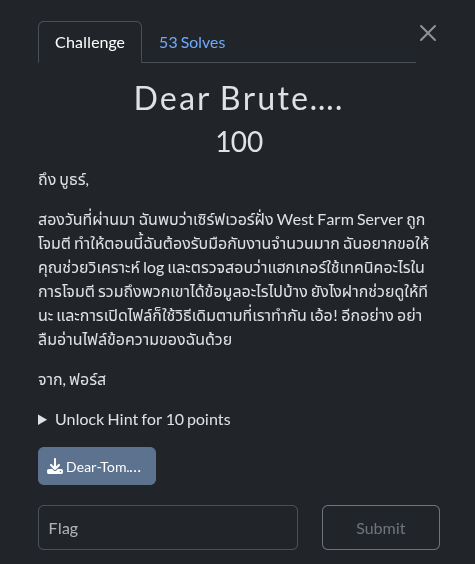 Challenge
53 Solves
Dear Brute....
100
ถึง บูธร์,
สองวันที่ผ่านมา ฉันพบว่าเซิร์ฟเวอร์ฝั่ง West Farm Server ถูก
โจมตี ทำให้ตอนนี้ฉันต้องรับมือกับงานจำนวนมาก ฉันอยากขอให้
คุณช่วยวิเคราะห์ log และตรวจสอบว่าแฮกเกอร์ใช้เทคนิคอะไรใน
การโจมตี รวมถึงพวกเขาได้ข้อมูลอะไรไปบ้าง ยังไงฝากช่วยดูให้ที
นะ และการเปิดไฟล์ก็ใช้วิธีเดิมตามที่เราทำกัน เอ้อ! อีกอย่าง อย่า
ลืมอ่านไฟล์ข้อความของฉันด้วย
จาก, ฟอร์ส
Unlock Hint for 10 points
Dear-Tom....
Flag
Submit